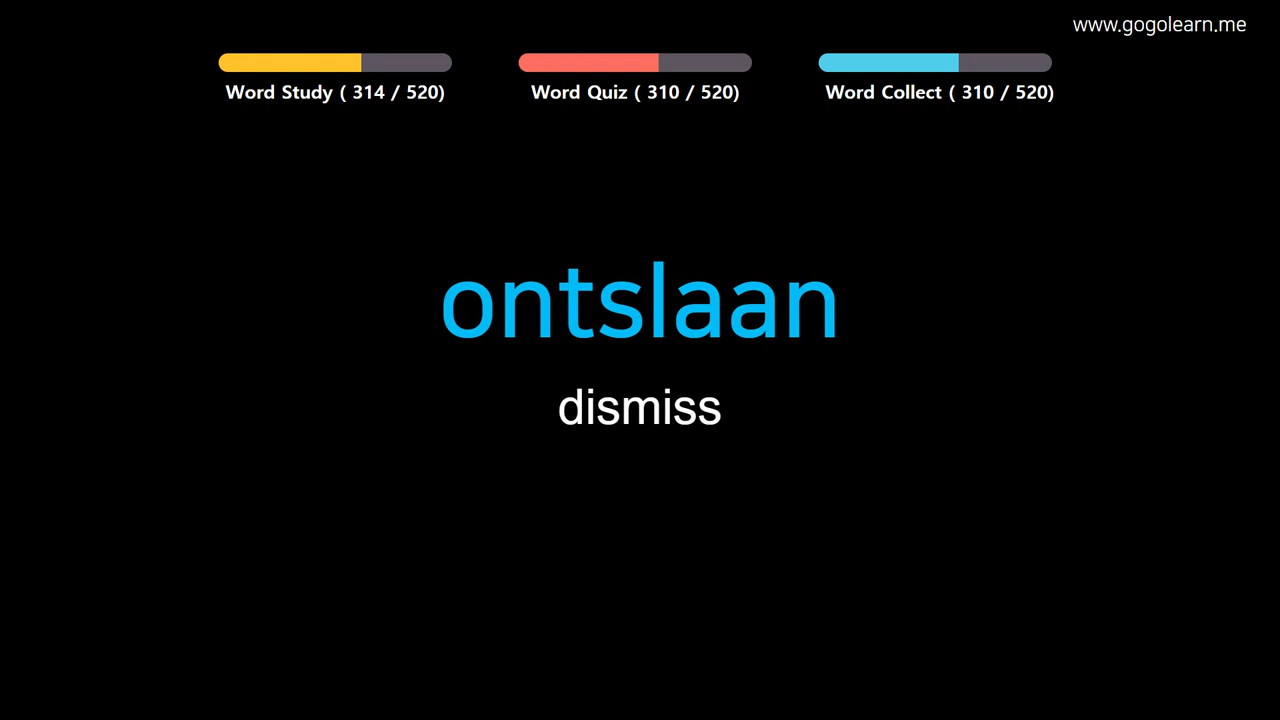 www.gogolearn.me
Word Study ( 314 / 520)
Word Quiz ( 310 / 520)
Word Collect ( 310 / 520)
ontslaan
dismiss